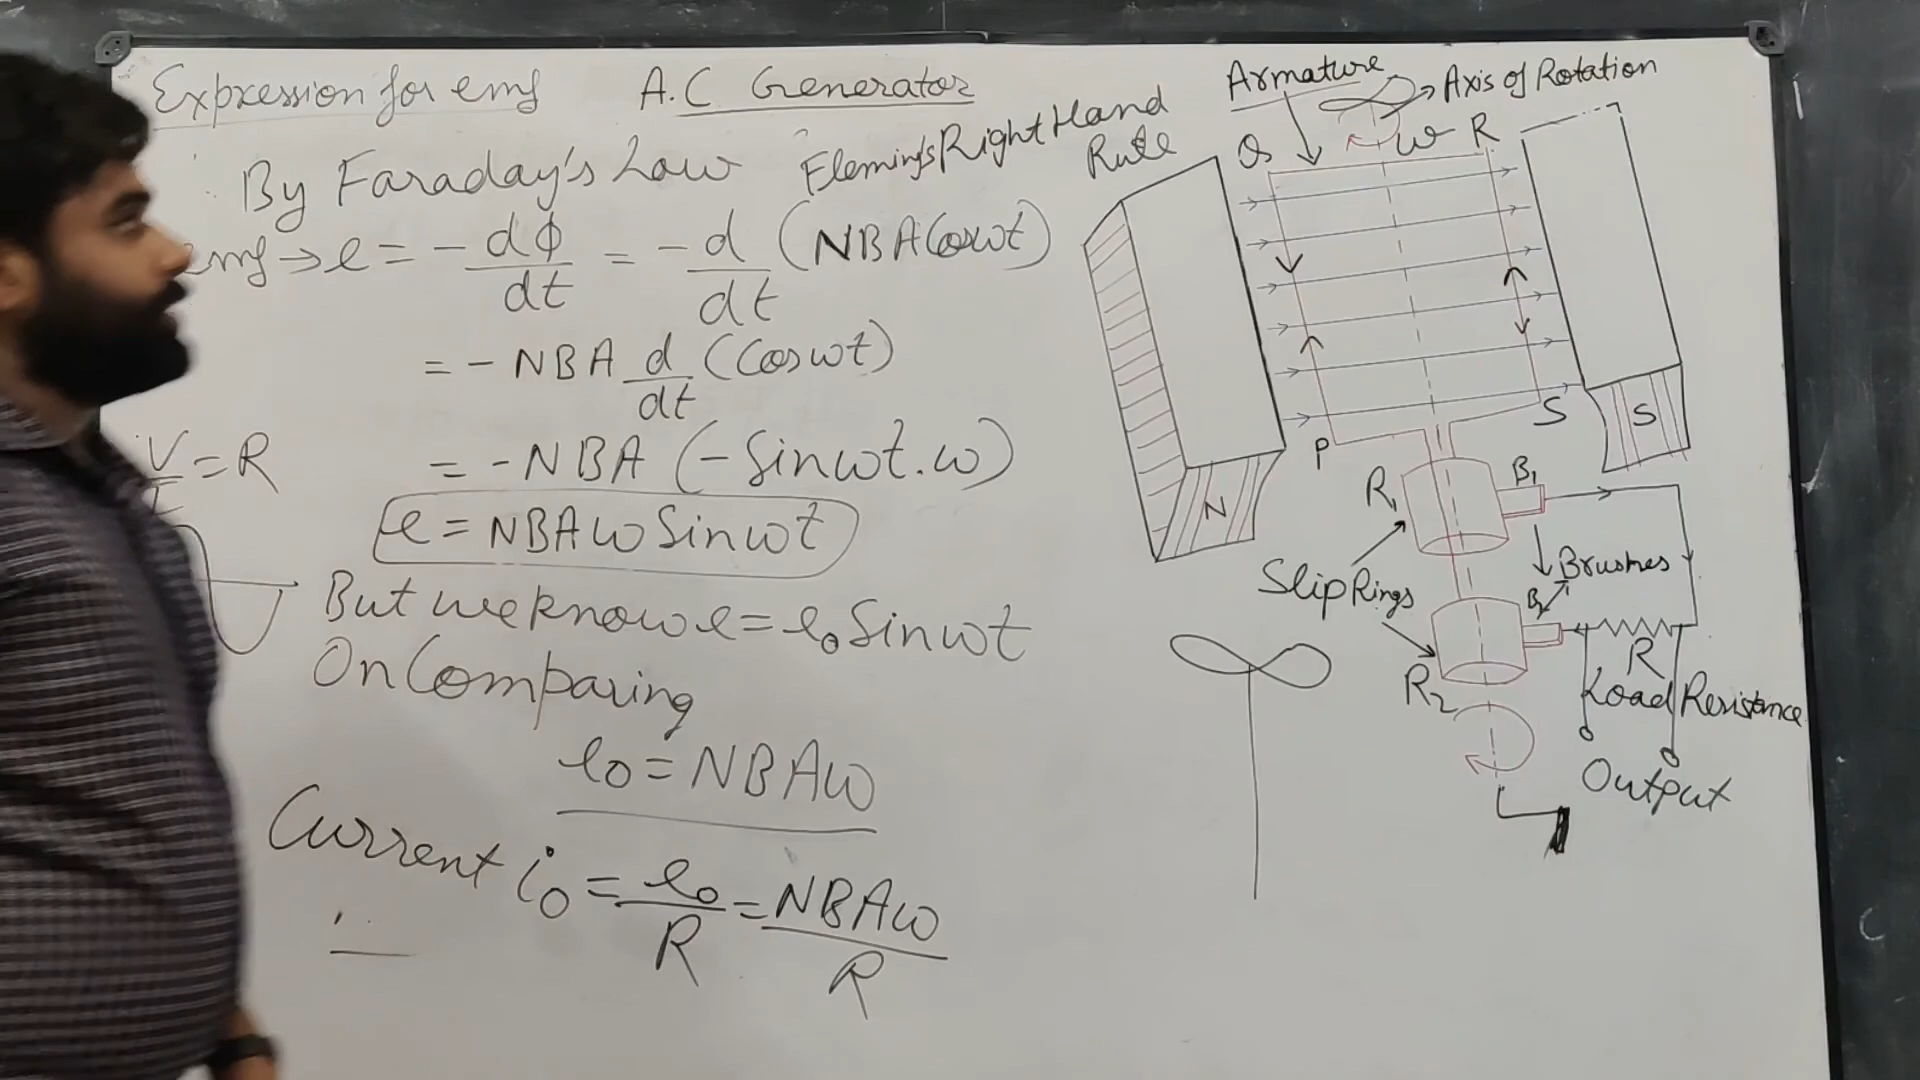 Expression for emf
A.C Generator
By Faraday's Law
Fleming's Right Hand
Rule
emf → e = - dϕ/dt = - d/dt (NBA Cosωt)
= - NBA d/dt (Cosωt)
V/I = R
= - NBA (-Sinωt.ω)
e = NBAω Sinωt
But we know e = e₀ Sinωt
On Comparing
e₀ = NBAω
Current i₀ = e₀/R = NBAω/R
Armature
Axis of Rotation
ω
Q
R
P
S
N
S
R₁
B₁
Slip Rings
Brushes
B₂
R₂
R
Load Resistance
Output